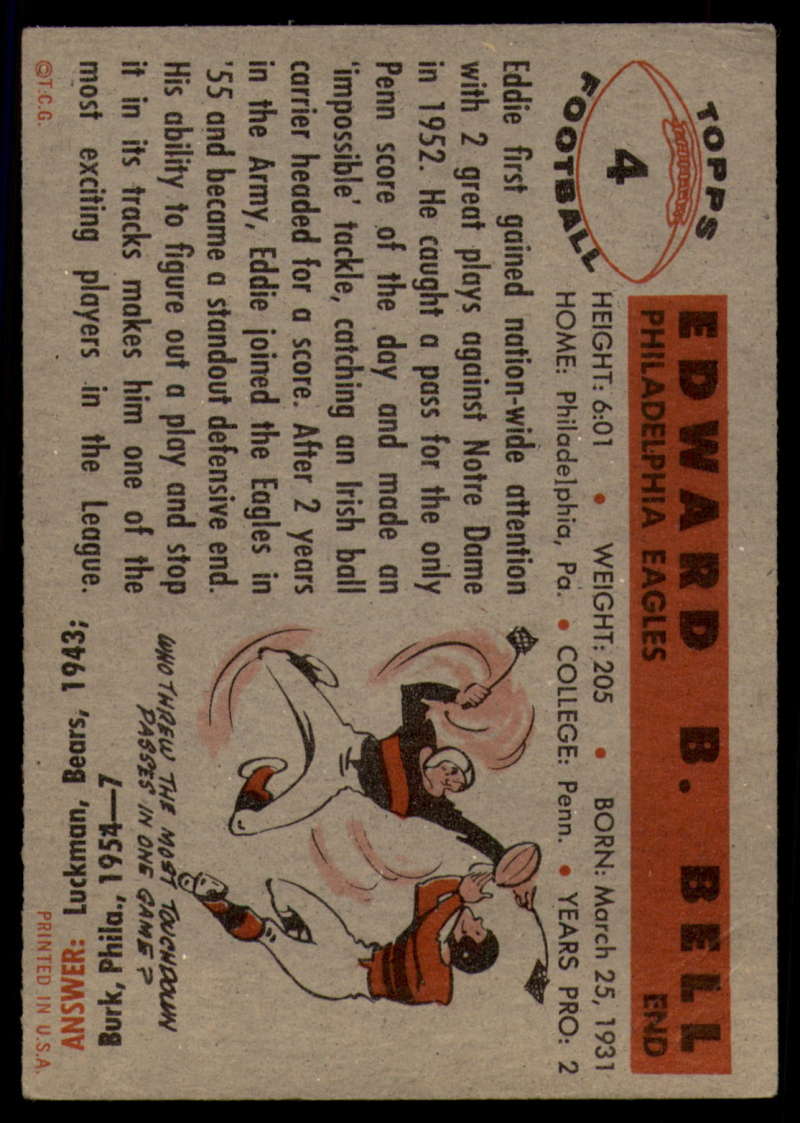 TOPPS
4
FOOTBALL
EDWARD B. BELL
PHILADELPHIA EAGLES END
HEIGHT: 6:01 • WEIGHT: 205 • BORN: March 25, 1931
HOME: Philadelphia, Pa. • COLLEGE: Penn. • YEARS PRO: 2
Eddie first gained nation-wide attention
with 2 great plays against Notre Dame
in 1952. He caught a pass for the only
Penn score of the day and made an
'impossible' tackle, catching an Irish ball
carrier headed for a score. After 2 years
in the Army, Eddie joined the Eagles in
'55 and became a standout defensive end.
His ability to figure out a play and stop
it in its tracks makes him one of the
most exciting players in the League.
©T.C.G.
WHO THREW THE MOST TOUCHDOWN
PASSES IN ONE GAME?
ANSWER: Luckman, Bears, 1943;
Burk, Phila., 1954—7
PRINTED IN U.S.A.